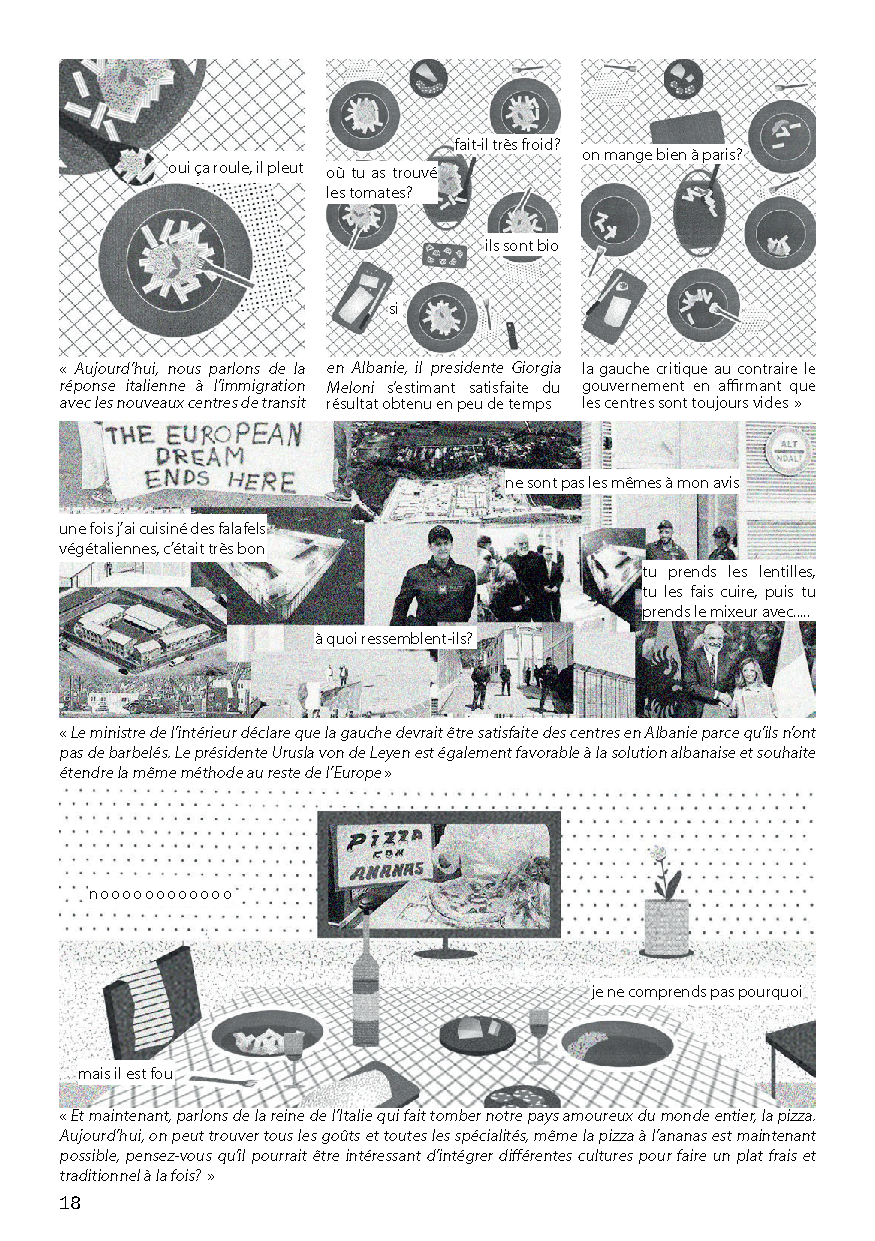 oui ça roule, il pleut
fait-il très froid?
où tu as trouvé
les tomates?
ils sont bio
si
on mange bien à paris?
« Aujourd’hui, nous parlons de la
réponse italienne à l’immigration
avec les nouveaux centres de transit
en Albanie, il presidente Giorgia
Meloni s’estimant satisfaite du
résultat obtenu en peu de temps
la gauche critique au contraire le
gouvernement en affirmant que
les centres sont toujours vides »
THE EUROPEAN
DREAM
ENDS HERE
ALT
NDAL!
ne sont pas les mêmes à mon avis
une fois j’ai cuisiné des falafels
végétaliennes, c’était très bon
tu prends les lentilles,
tu les fais cuire, puis tu
prends le mixeur avec.....
à quoi ressemblent-ils?
« Le ministre de l’intérieur déclare que la gauche devrait être satisfaite des centres en Albanie parce qu’ils n’ont
pas de barbelés. Le présidente Urusla von de Leyen est également favorable à la solution albanaise et souhaite
étendre la même méthode au reste de l’Europe »
PIZZA
CON
ANANAS
noooooooooooo
je ne comprends pas pourquoi
mais il est fou
« Et maintenant, parlons de la reine de l’Italie qui fait tomber notre pays amoureux du monde entier, la pizza.
Aujourd’hui, on peut trouver tous les goûts et toutes les spécialités, même la pizza à l’ananas est maintenant
possible, pensez-vous qu’il pourrait être intéressant d’intégrer différentes cultures pour faire un plat frais et
traditionnel à la fois? »
18